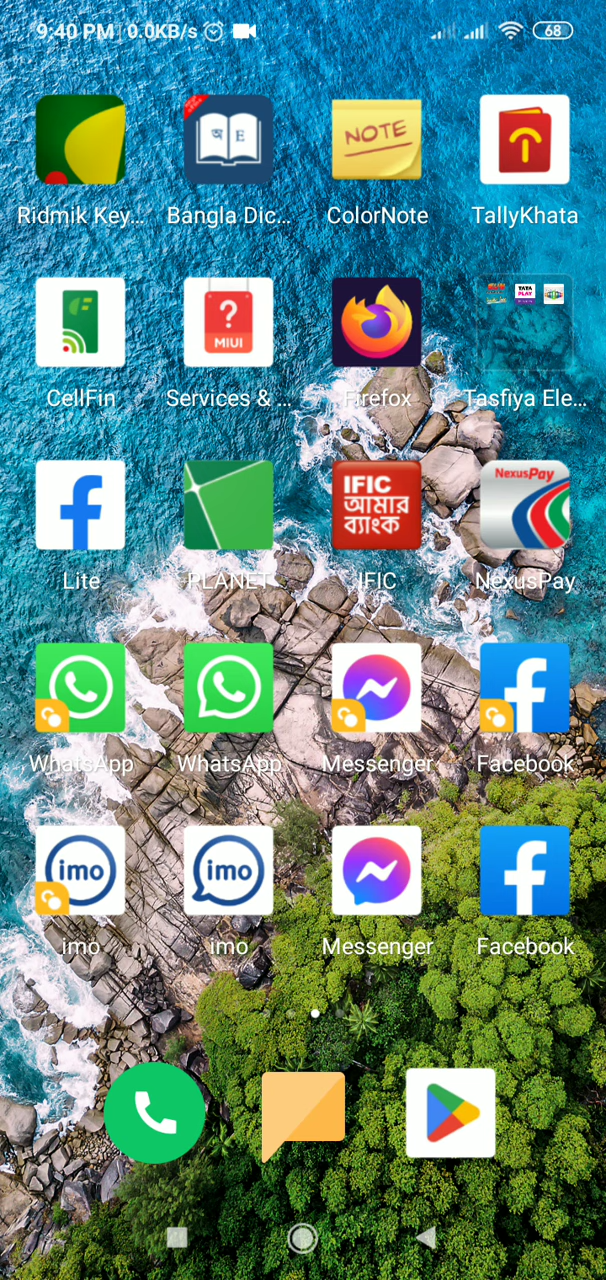 9:40 PM 0.0KB/s 68
অ E
NOTE
Ridmik Key... Bangla Dic... ColorNote TallyKhata
?
MIUI
TATA
PLAY
CellFin Services & ... Firefox Tasfiya Ele...
IFIC
আমার
ব্যাংক
NexusPay
Lite PLANET IFIC NexusPay
WhatsApp WhatsApp Messenger Facebook
imo imo
imo imo Messenger Facebook